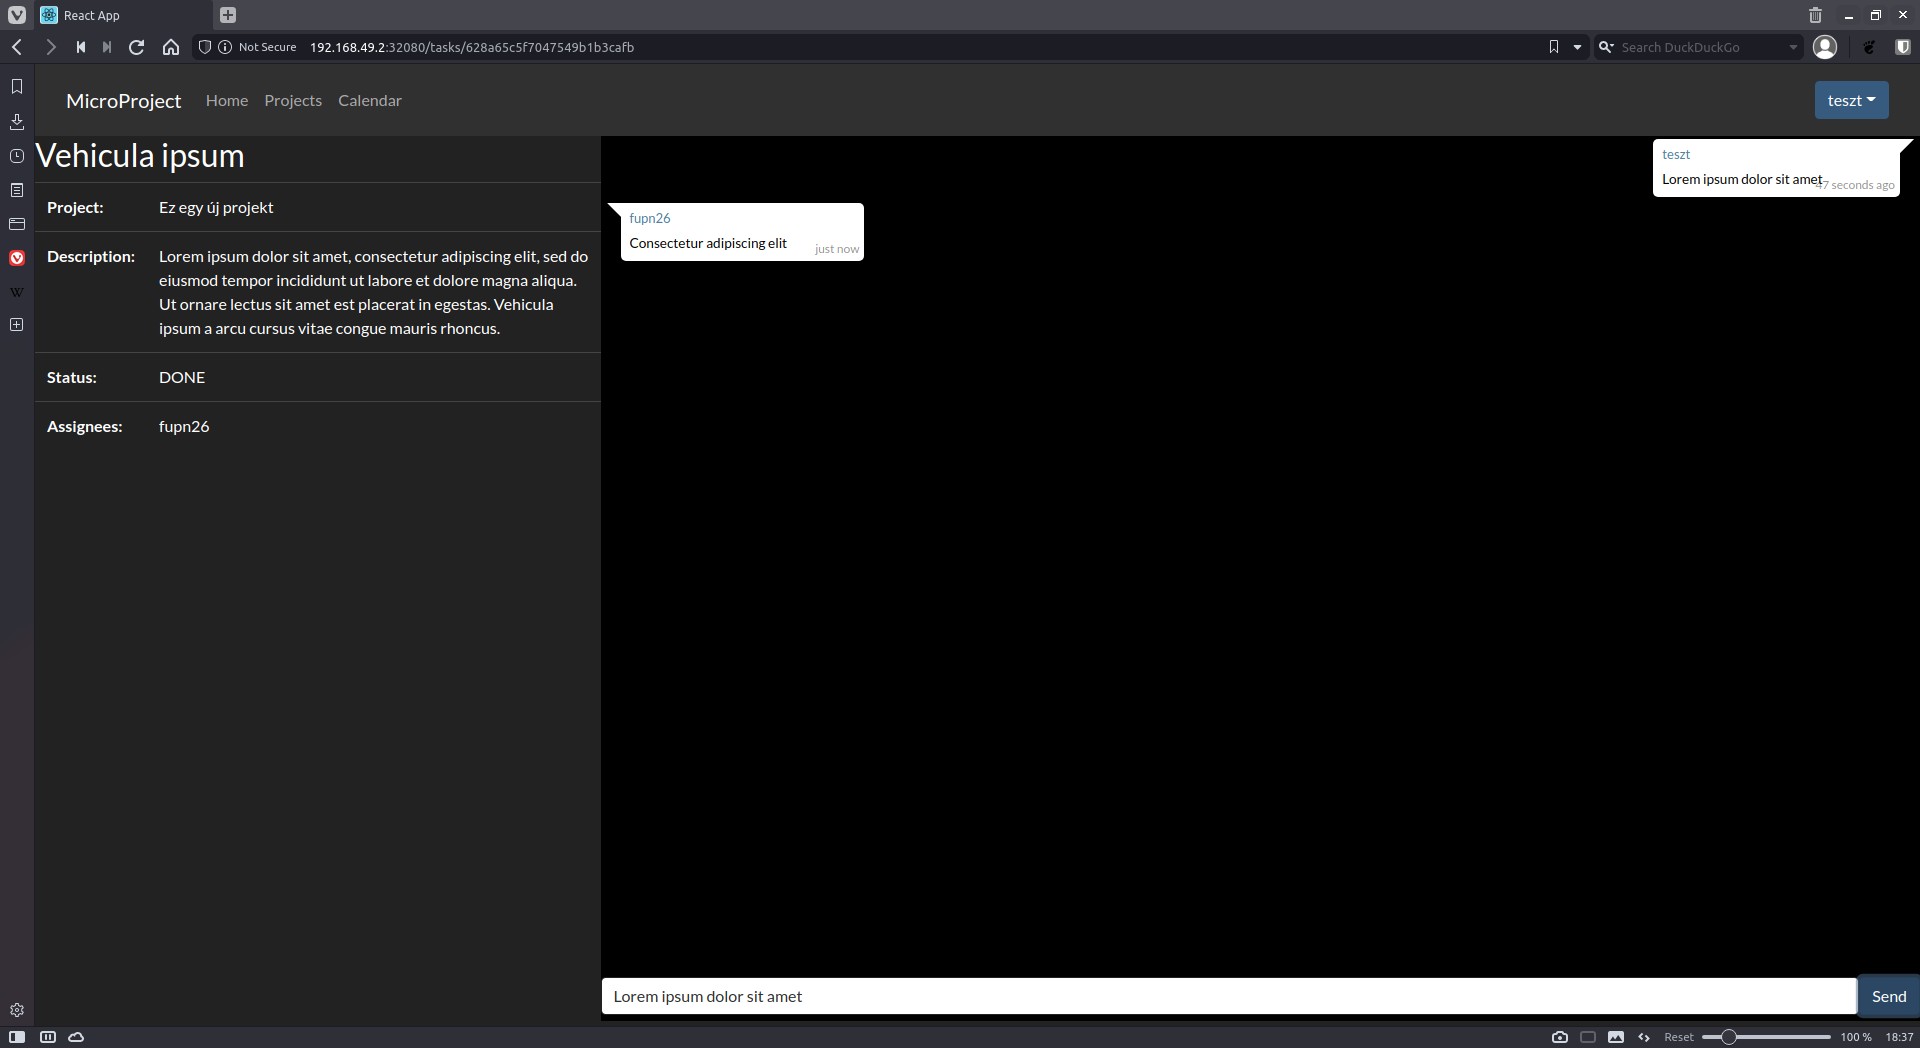 React App
Not Secure 192.168.49.2:32080/tasks/628a65c5f7047549b1b3cafb
Search DuckDuckGo
MicroProject Home Projects Calendar
teszt
Vehicula ipsum
Project: Ez egy új projekt
Description: Lorem ipsum dolor sit amet, consectetur adipiscing elit, sed do
eiusmod tempor incididunt ut labore et dolore magna aliqua.
Ut ornare lectus sit amet est placerat in egestas. Vehicula
ipsum a arcu cursus vitae congue mauris rhoncus.
Status: DONE
Assignees: fupn26
teszt
Lorem ipsum dolor sit amet
47 seconds ago
fupn26
Consectetur adipiscing elit
just now
Lorem ipsum dolor sit amet
Send
Reset 100 % 18:37